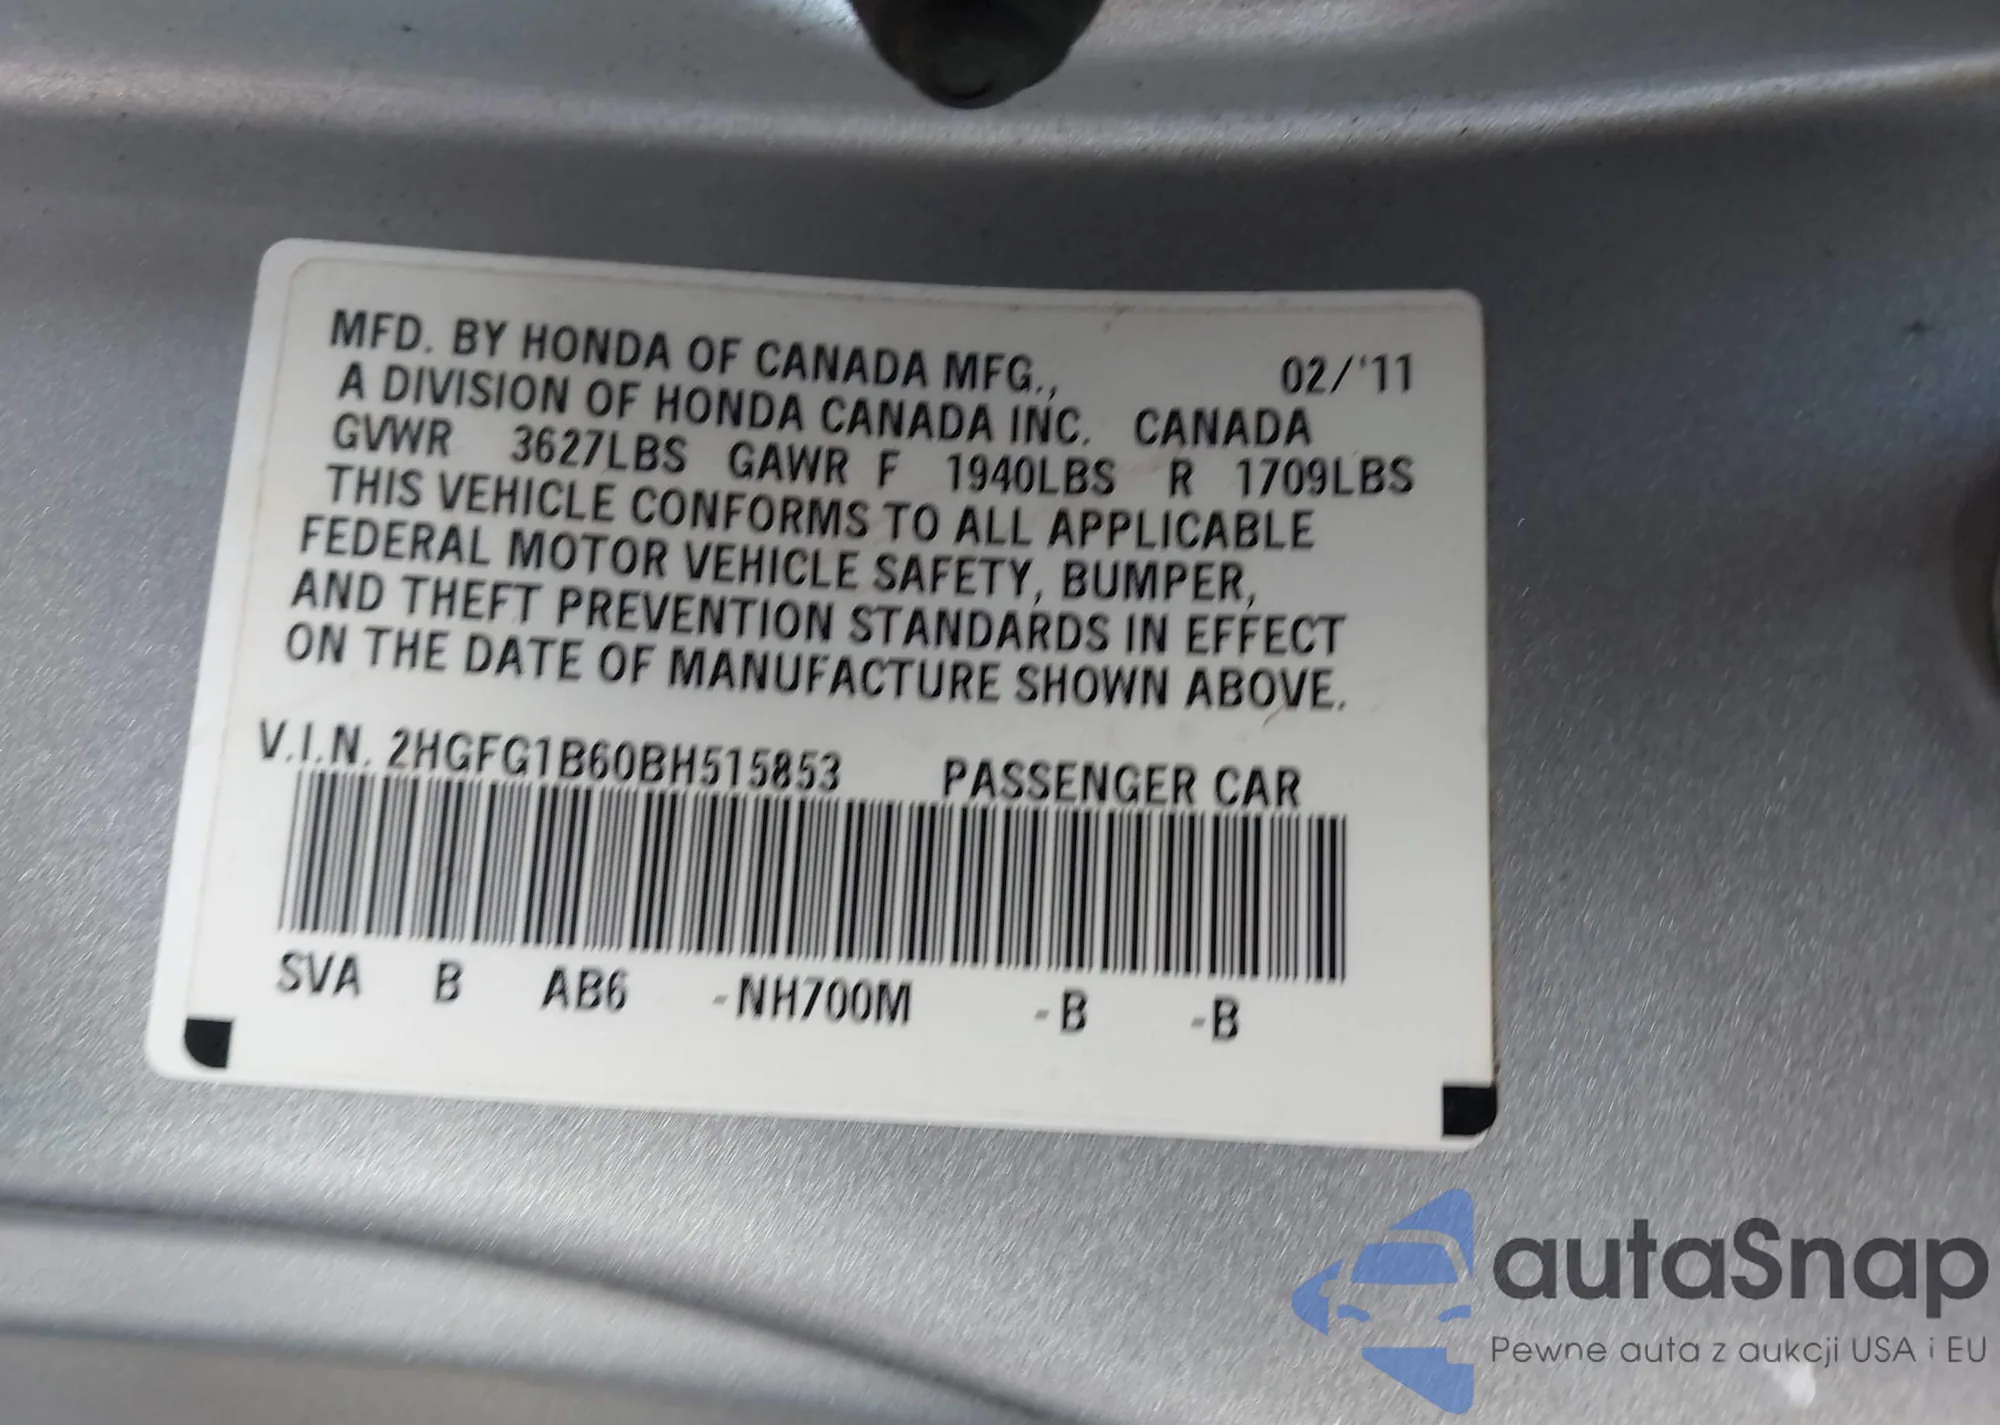 MFD. BY HONDA OF CANADA MFG., 02/'11
A DIVISION OF HONDA CANADA INC. CANADA
GVWR 3627LBS GAWR F 1940LBS R 1709LBS
THIS VEHICLE CONFORMS TO ALL APPLICABLE
FEDERAL MOTOR VEHICLE SAFETY, BUMPER,
AND THEFT PREVENTION STANDARDS IN EFFECT
ON THE DATE OF MANUFACTURE SHOWN ABOVE.
V.I.N. 2HGFG1B60BH515853 PASSENGER CAR
SVA B AB6 -NH700M -B -B
autaSnap
Pewne auta z aukcji USA i EU